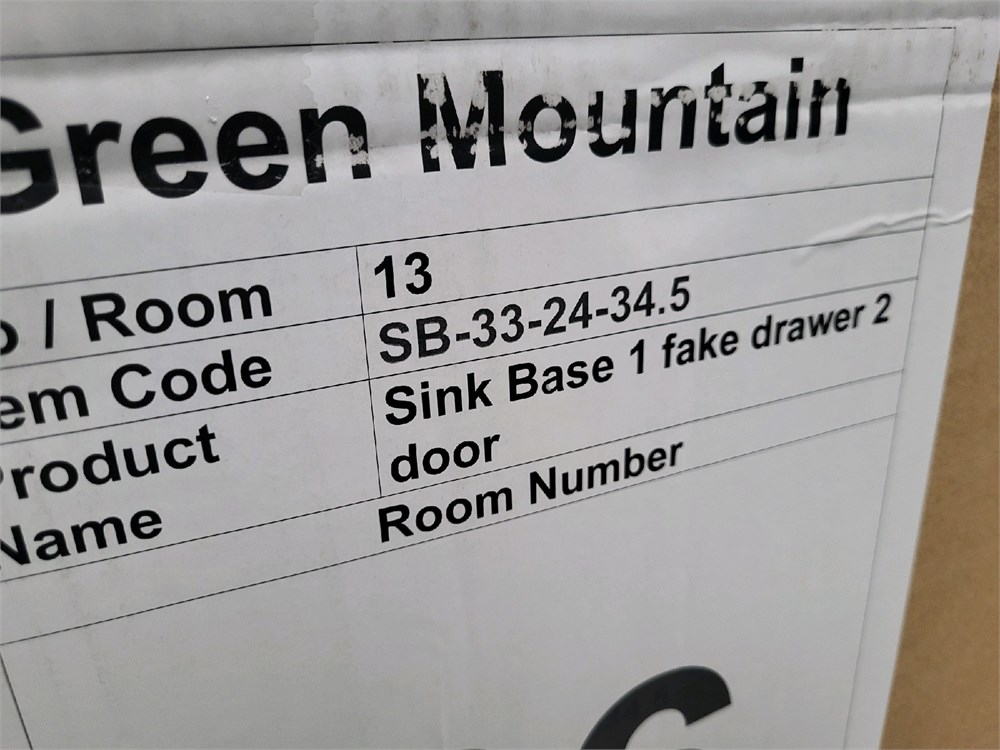 Green Mountain
o / Room 13
em Code SB-33-24-34.5
Product Sink Base 1 fake drawer 2
Name door
Room Number
6